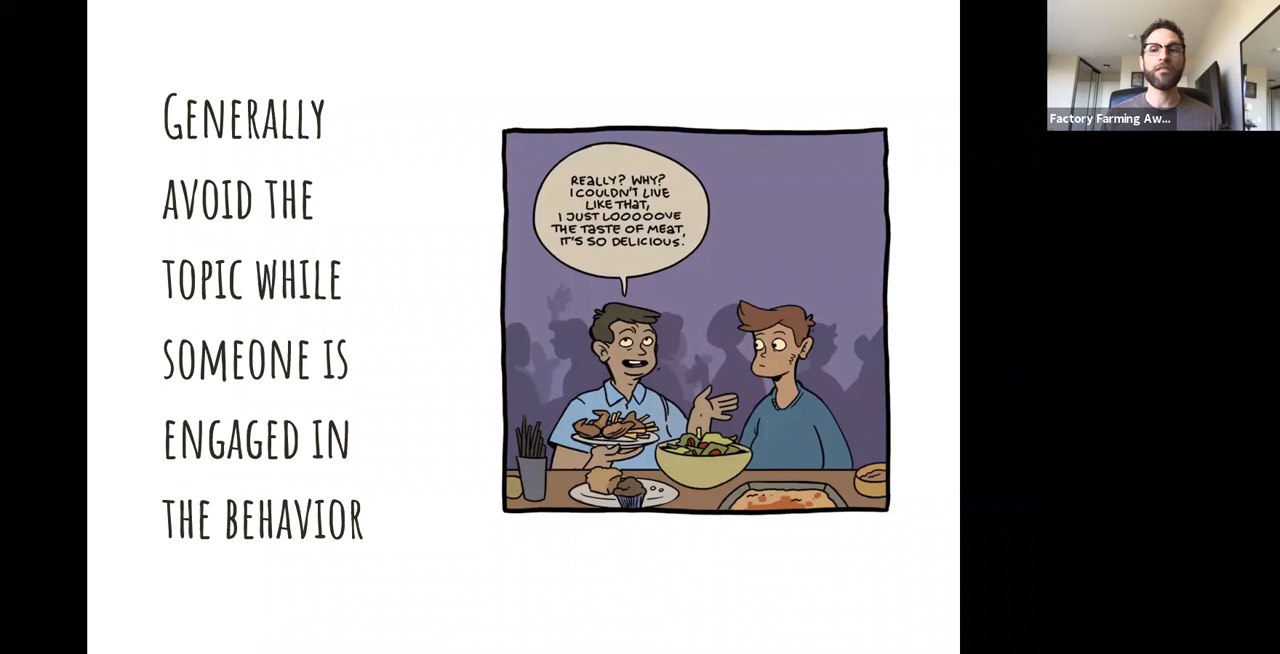 GENERALLY
AVOID THE
TOPIC WHILE
SOMEONE IS
ENGAGED IN
THE BEHAVIOR
REALLY? WHY?
I COULDN'T LIVE
LIKE THAT,
I JUST LOOOOOVE
THE TASTE OF MEAT,
IT'S SO DELICIOUS.
Factory Farming Aw...